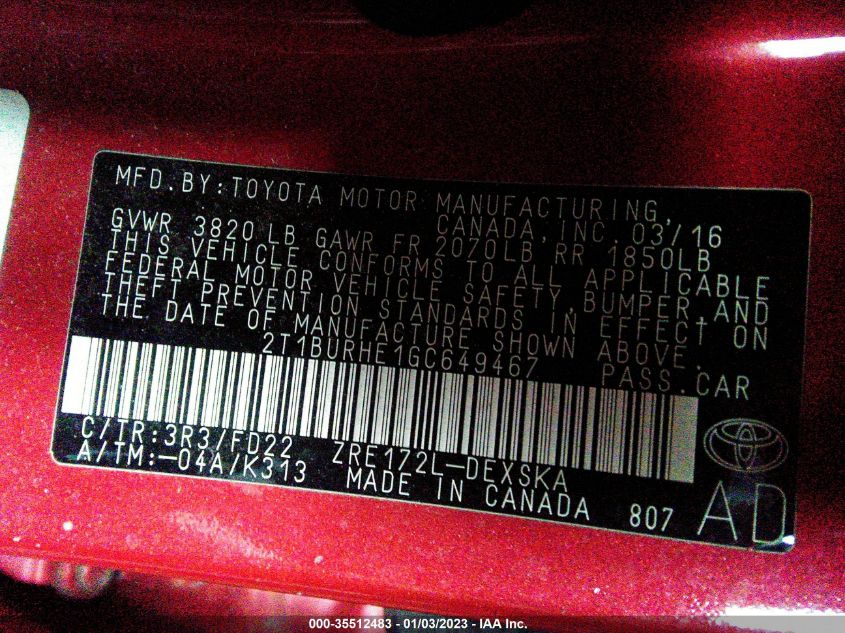 MFD.BY:TOYOTA MOTOR MANUFACTURING,
CANADA,INC. 03/16
GVWR 3820 LB GAWR FR 2070LB RR 1850LB
THIS VEHICLE CONFORMS TO ALL APPLICABLE
FEDERAL MOTOR VEHICLE SAFETY,BUMPER,AND
THEFT PREVENTION STANDARDS IN EFFECT ON
THE DATE OF MANUFACTURE SHOWN ABOVE.
2T1BURHE1GC649467 PASS.CAR
C/TR:3R3/FD22 ZRE172L-DEXSKA
A/TM:-04A/K313 MADE IN CANADA 807 AD
000-35512483 - 01/03/2023 - IAA Inc.